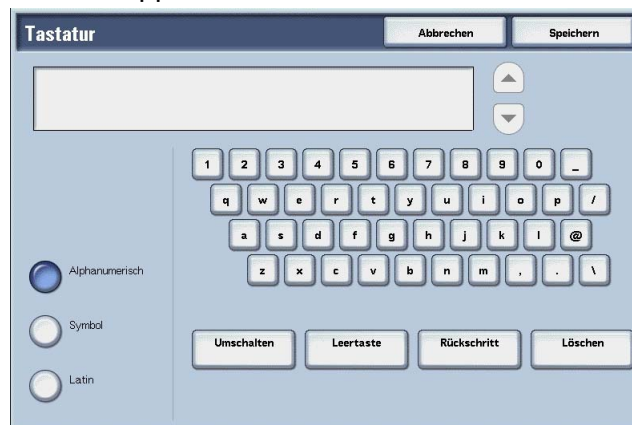 Tastatur Abbrechen Speichern
1 2 3 4 5 6 7 8 9 0 _
q w e r t y u i o p /
a s d f g h j k l @
z x c v b n m , . \
Alphanumerisch
Symbol
Latin
Umschalten Leertaste Rückschritt Löschen